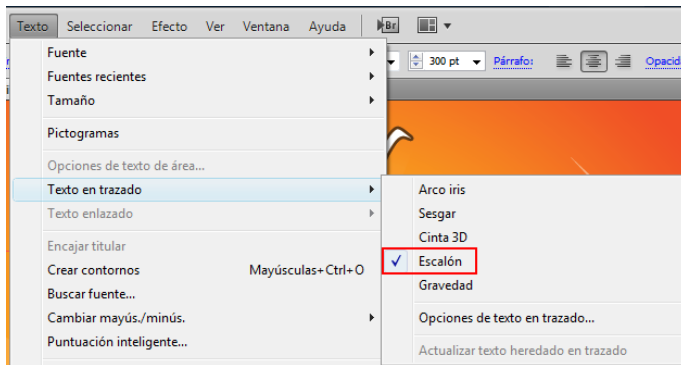 Texto Seleccionar Efecto Ver Ventana Ayuda Br
300 pt Párrafo: Opacid
Fuente
Fuentes recientes
Tamaño
Pictogramas
Opciones de texto de área...
Texto en trazado
Texto enlazado
Encajar titular
Crear contornos Mayúsculas+Ctrl+O
Buscar fuente...
Cambiar mayús./minús.
Puntuación inteligente...
Arco iris
Sesgar
Cinta 3D
Escalón
Gravedad
Opciones de texto en trazado...
Actualizar texto heredado en trazado